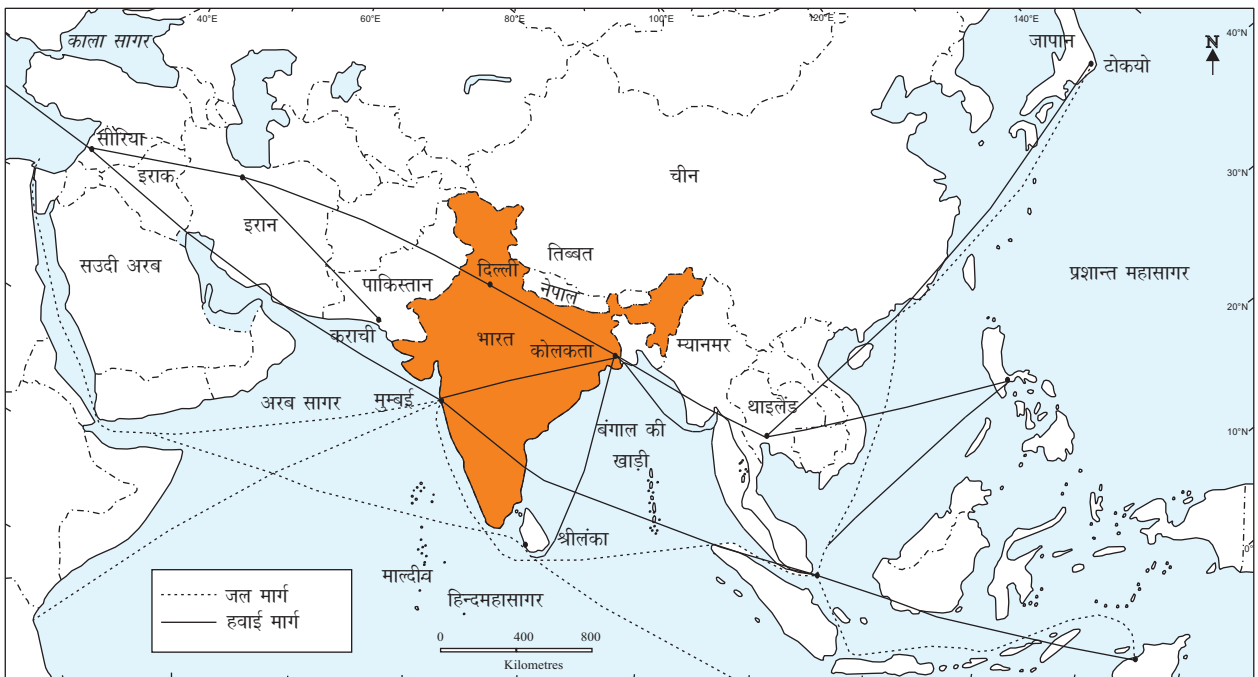 40°E 60°E 80°E 100°E 120°E 140°E
काला सागर
जापान
40°N
N
टोकयो
सीरिया
इराक
चीन
30°N
इरान
तिब्बत
सउदी अरब
दिल्ली
प्रशान्त महासागर
पाकिस्तान
नेपाल
20°N
कराची
भारत
कोलकता
म्यानमर
अरब सागर
मुम्बई
थाइलैंड
बंगाल की
खाड़ी
10°N
श्रीलंका
0°
माल्दीव
हिन्दमहासागर
जल मार्ग
हवाई मार्ग
0 400 800
Kilometres